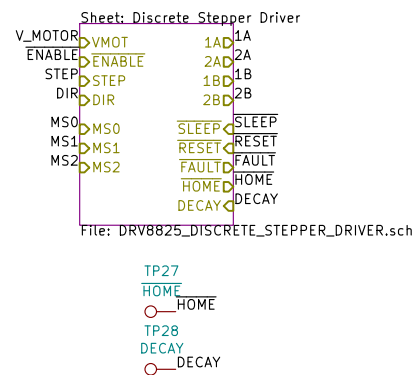 Sheet: Discrete Stepper Driver
V_MOTOR VMOT 1A 1A
ENABLE ENABLE 2A 2A
STEP STEP 1B 1B
DIR DIR 2B 2B
MS0 MS0 SLEEP SLEEP
MS1 MS1 RESET RESET
MS2 MS2 FAULT FAULT
HOME HOME
DECAY DECAY
File: DRV8825_DISCRETE_STEPPER_DRIVER.sch
TP27
HOME
HOME
TP28
DECAY
DECAY